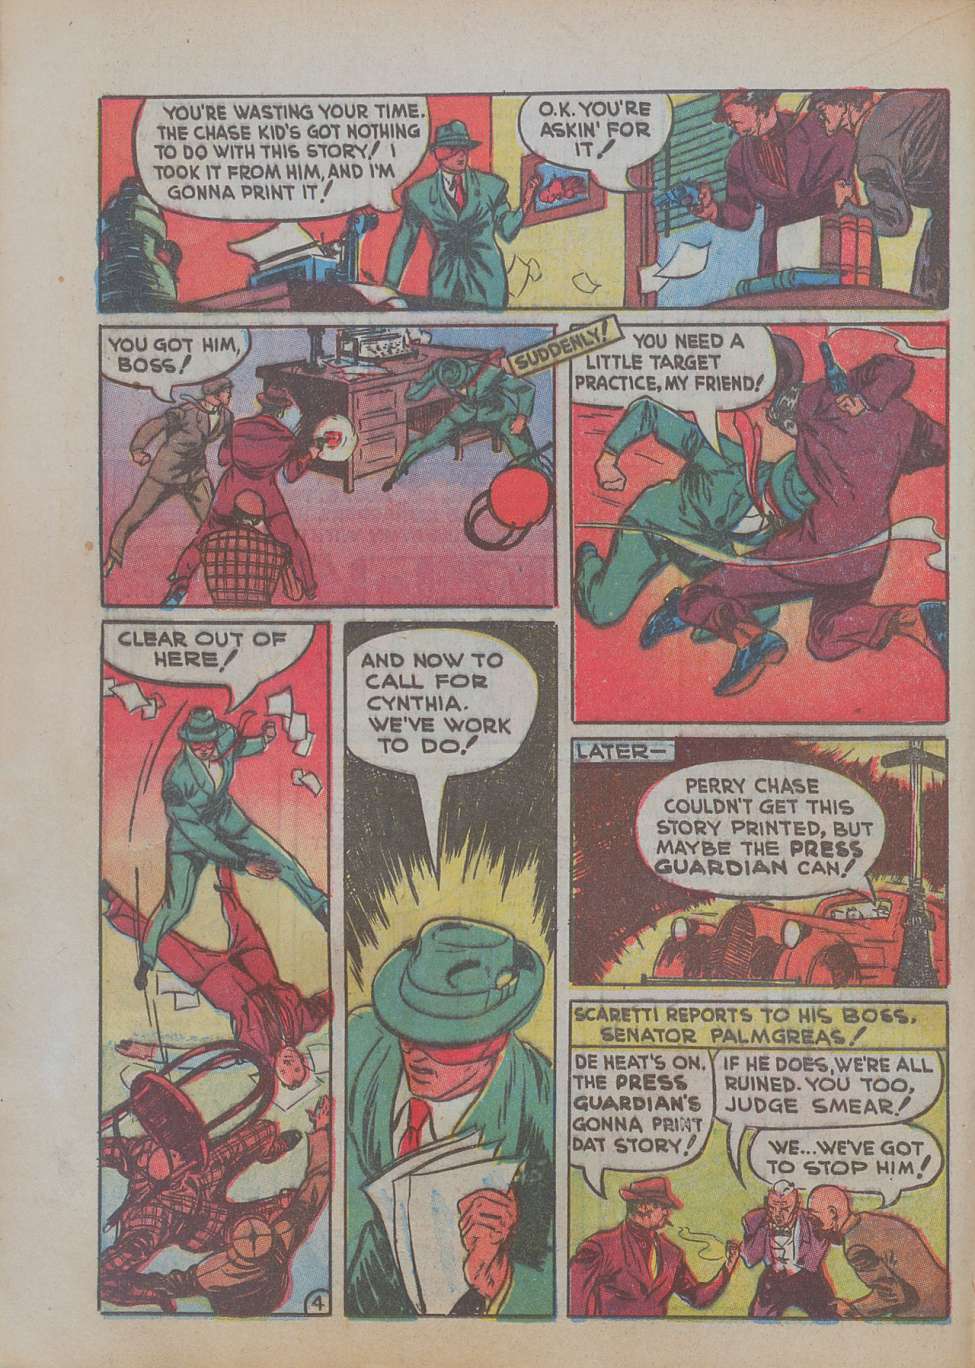 YOU'RE WASTING YOUR TIME.
THE CHASE KID'S GOT NOTHING
TO DO WITH THIS STORY! I
TOOK IT FROM HIM, AND I'M
GONNA PRINT IT!
O.K. YOU'RE
ASKIN' FOR
IT!
YOU GOT HIM,
BOSS!
SUDDENLY!
YOU NEED A
LITTLE TARGET
PRACTICE, MY FRIEND!
CLEAR OUT OF
HERE!
AND NOW TO
CALL FOR
CYNTHIA.
WE'VE WORK
TO DO!
LATER—
PERRY CHASE
COULDN'T GET THIS
STORY PRINTED, BUT
MAYBE THE PRESS
GUARDIAN CAN!
SCARETTI REPORTS TO HIS BOSS,
SENATOR PALMGREAS!
DE HEAT'S ON.
THE PRESS
GUARDIAN'S
GONNA PRINT
DAT STORY!
IF HE DOES, WE'RE ALL
RUINED. YOU TOO,
JUDGE SMEAR!
WE...WE'VE GOT
TO STOP HIM!
4